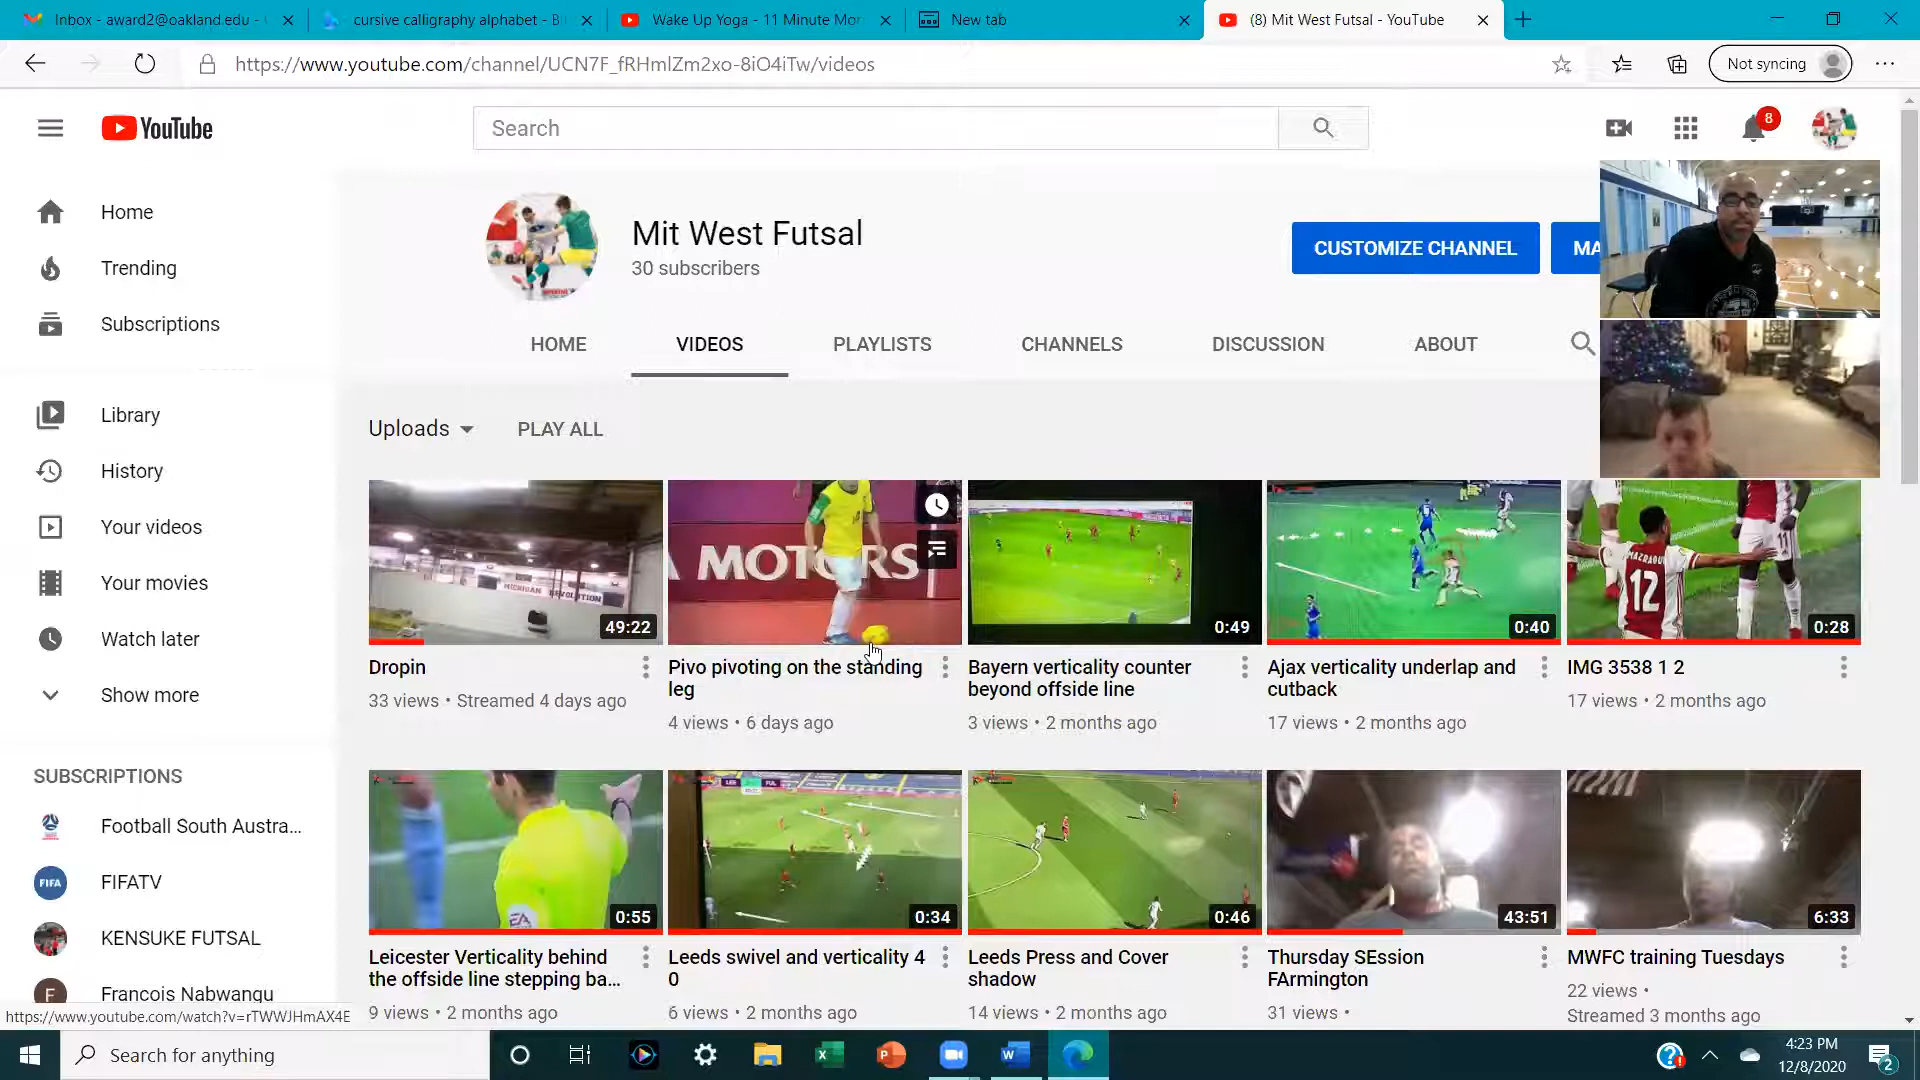 Inbox - award2@oakland.edu -
cursive calligraphy alphabet - Bi
Wake Up Yoga - 11 Minute Mor
New tab
(8) Mit West Futsal - YouTube
https://www.youtube.com/channel/UCN7F_fRHmlZm2xo-8iO4iTw/videos
Not syncing
YouTube
Search
8
Home
Trending
Subscriptions
Library
History
Your videos
Your movies
Watch later
Show more
SUBSCRIPTIONS
Football South Austra...
FIFA
FIFATV
KENSUKE FUTSAL
F
Francois Nabwangu
https://www.youtube.com/watch?v=rTWWJHmAX4E
Mit West Futsal
30 subscribers
CUSTOMIZE CHANNEL
MA
HOME
VIDEOS
PLAYLISTS
CHANNELS
DISCUSSION
ABOUT
Uploads
PLAY ALL
MICHIGAN REVOLUTION
49:22
MOTORS
0:49
0:40
MAZRAOUI
12
11
0:28
Dropin
33 views • Streamed 4 days ago
Pivo pivoting on the standing
leg
4 views • 6 days ago
Bayern verticality counter
beyond offside line
3 views • 2 months ago
Ajax verticality underlap and
cutback
17 views • 2 months ago
IMG 3538 1 2
17 views • 2 months ago
EA
0:55
0:34
0:46
43:51
6:33
Leicester Verticality behind
the offside line stepping ba...
9 views • 2 months ago
Leeds swivel and verticality 4
0
6 views • 2 months ago
Leeds Press and Cover
shadow
14 views • 2 months ago
Thursday SEssion
FArmington
31 views •
MWFC training Tuesdays
22 views •
Streamed 3 months ago
Search for anything
4:23 PM
12/8/2020
2